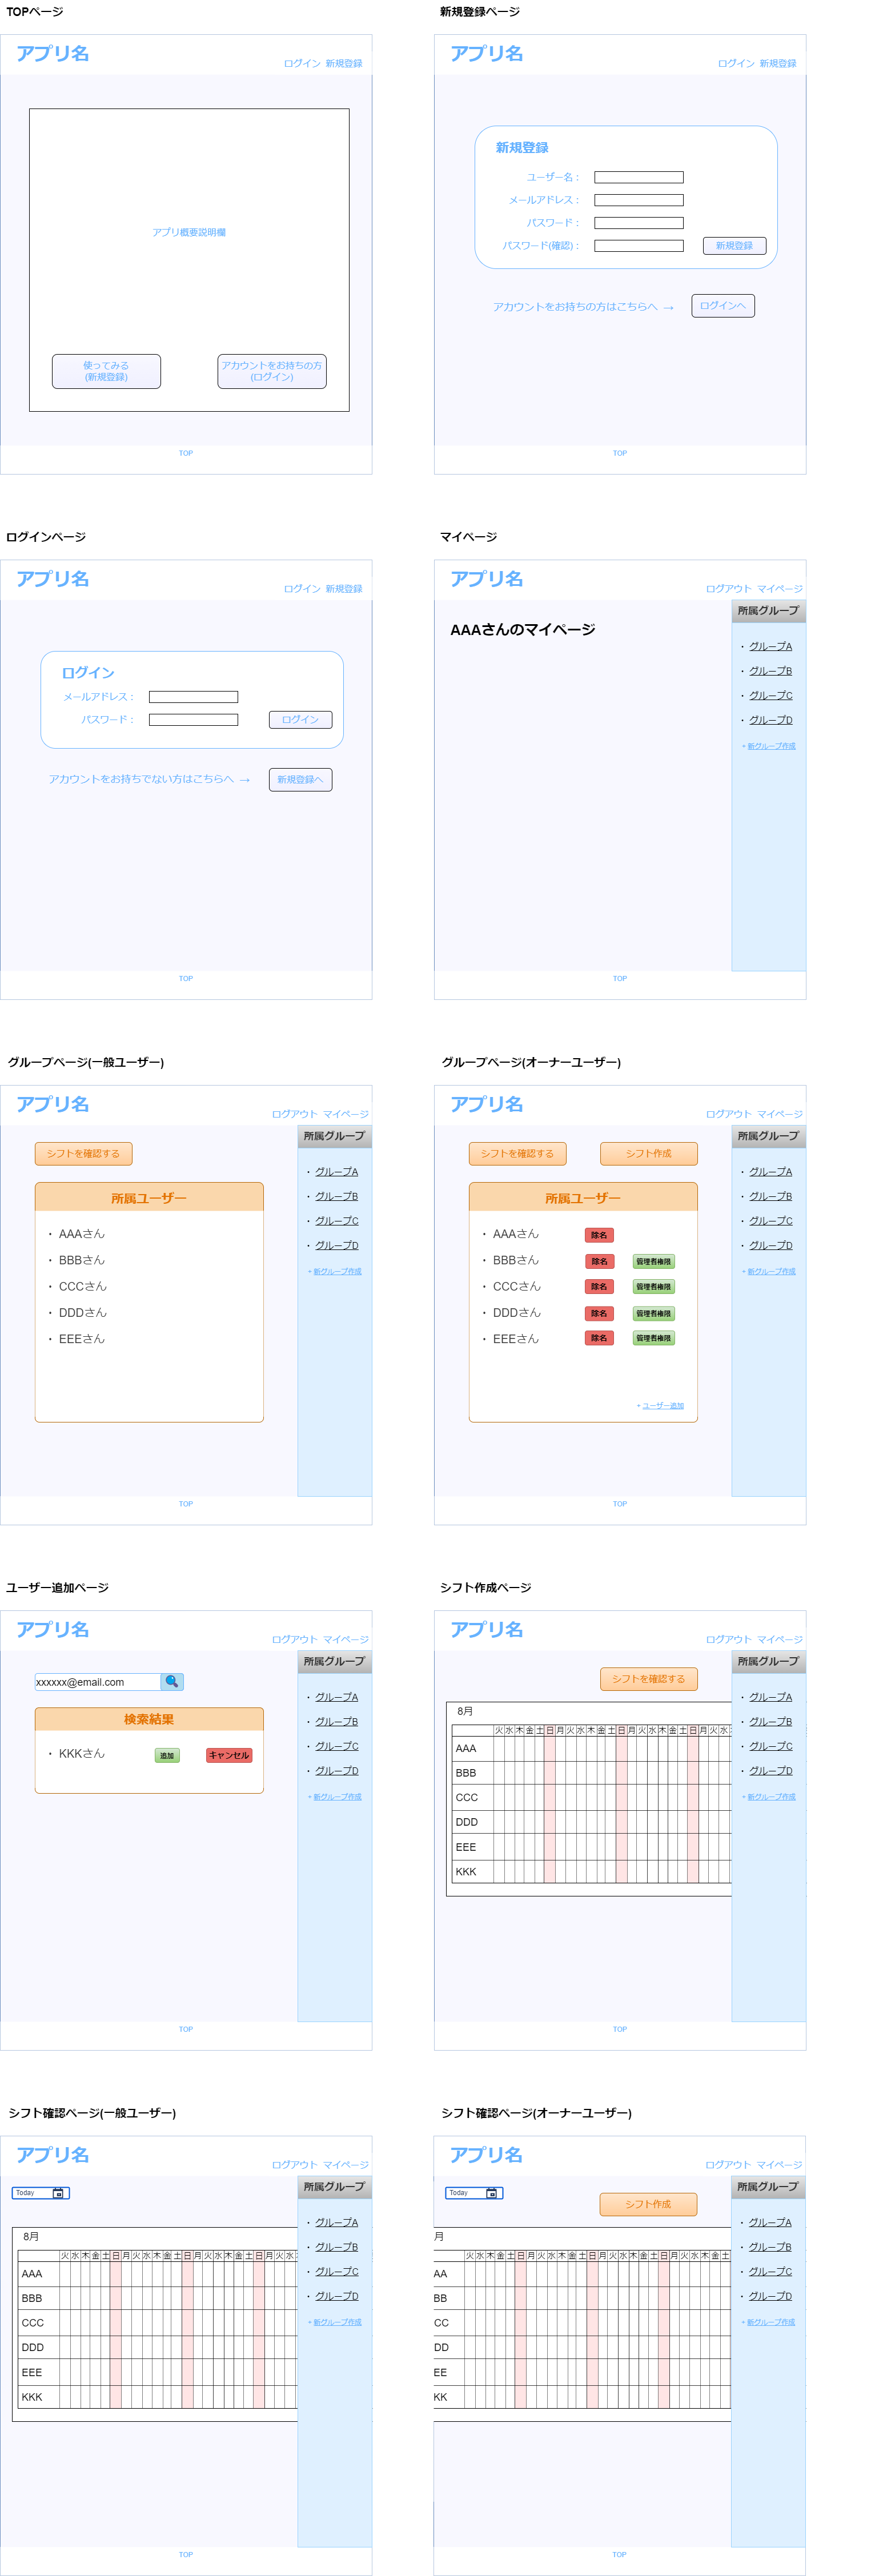 TOPページ
アプリ名
ログイン 新規登録
アプリ概要説明欄
使ってみる
(新規登録)
アカウントをお持ちの方
(ログイン)
TOP
新規登録ページ
アプリ名
ログイン 新規登録
新規登録
ユーザー名：
メールアドレス：
パスワード：
パスワード(確認)：
新規登録
アカウントをお持ちの方はこちらへ →
ログインへ
TOP
ログインページ
アプリ名
ログイン 新規登録
ログイン
メールアドレス：
パスワード：
ログイン
アカウントをお持ちでない方はこちらへ →
新規登録へ
TOP
マイページ
アプリ名
ログアウト マイページ
AAAさんのマイページ
所属グループ
・ グループA
・ グループB
・ グループC
・ グループD
+ 新グループ作成
TOP
グループページ(一般ユーザー)
アプリ名
ログアウト マイページ
シフトを確認する
所属ユーザー
・ AAAさん
・ BBBさん
・ CCCさん
・ DDDさん
・ EEEさん
所属グループ
・ グループA
・ グループB
・ グループC
・ グループD
+ 新グループ作成
TOP
グループページ(オーナーユーザー)
アプリ名
ログアウト マイページ
シフトを確認する シフト作成
所属ユーザー
・ AAAさん 除名
・ BBBさん 除名 管理者権限
・ CCCさん 除名 管理者権限
・ DDDさん 除名 管理者権限
・ EEEさん 除名 管理者権限
+ ユーザー追加
所属グループ
・ グループA
・ グループB
・ グループC
・ グループD
+ 新グループ作成
TOP
ユーザー追加ページ
アプリ名
ログアウト マイページ
xxxxxx@email.com
検索結果
・ KKKさん 追加 キャンセル
所属グループ
・ グループA
・ グループB
・ グループC
・ グループD
+ 新グループ作成
TOP
シフト作成ページ
アプリ名
ログアウト マイページ
シフトを確認する
8月
火 水 木 金 土 日 月 火 水 木 金 土 日 月 火 水 木 金 土 日 月 火 水
AAA
BBB
CCC
DDD
EEE
KKK
所属グループ
・ グループA
・ グループB
・ グループC
・ グループD
+ 新グループ作成
TOP
シフト確認ページ(一般ユーザー)
アプリ名
ログアウト マイページ
Today
8月
火 水 木 金 土 日 月 火 水 木 金 土 日 月 火 水 木 金 土 日 月 火 水
AAA
BBB
CCC
DDD
EEE
KKK
所属グループ
・ グループA
・ グループB
・ グループC
・ グループD
+ 新グループ作成
TOP
シフト確認ページ(オーナーユーザー)
アプリ名
ログアウト マイページ
Today
シフト作成
月
火 水 木 金 土 日 月 火 水 木 金 土 日 月 火 水 木 金 土 日 月 火 水 木 金 土
AA
BB
CC
DD
EE
KK
所属グループ
・ グループA
・ グループB
・ グループC
・ グループD
+ 新グループ作成
TOP